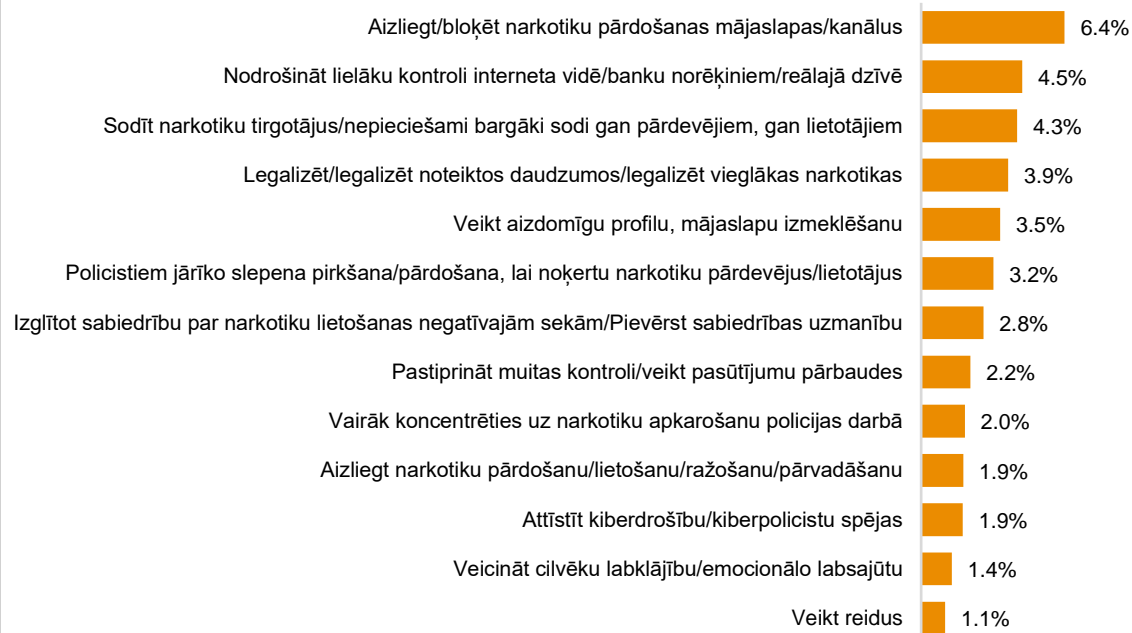 Aizliegt/bloķēt narkotiku pārdošanas mājaslapas/kanālus 6.4%
Nodrošināt lielāku kontroli interneta vidē/banku norēķiniem/reālajā dzīvē 4.5%
Sodīt narkotiku tirgotājus/nepieciešami bargāki sodi gan pārdevējiem, gan lietotājiem 4.3%
Legalizēt/legalizēt noteiktos daudzumos/legalizēt vieglākas narkotikas 3.9%
Veikt aizdomīgu profilu, mājaslapu izmeklēšanu 3.5%
Policistiem jārīko slepena pirkšana/pārdošana, lai noķertu narkotiku pārdevējus/lietotājus 3.2%
Izglītot sabiedrību par narkotiku lietošanas negatīvajām sekām/Pievērst sabiedrības uzmanību 2.8%
Pastiprināt muitas kontroli/veikt pasūtījumu pārbaudes 2.2%
Vairāk koncentrēties uz narkotiku apkarošanu policijas darbā 2.0%
Aizliegt narkotiku pārdošanu/lietošanu/ražošanu/pārvadāšanu 1.9%
Attīstīt kiberdrošību/kiberpolicistu spējas 1.9%
Veicināt cilvēku labklājību/emocionālo labsajūtu 1.4%
Veikt reidus 1.1%